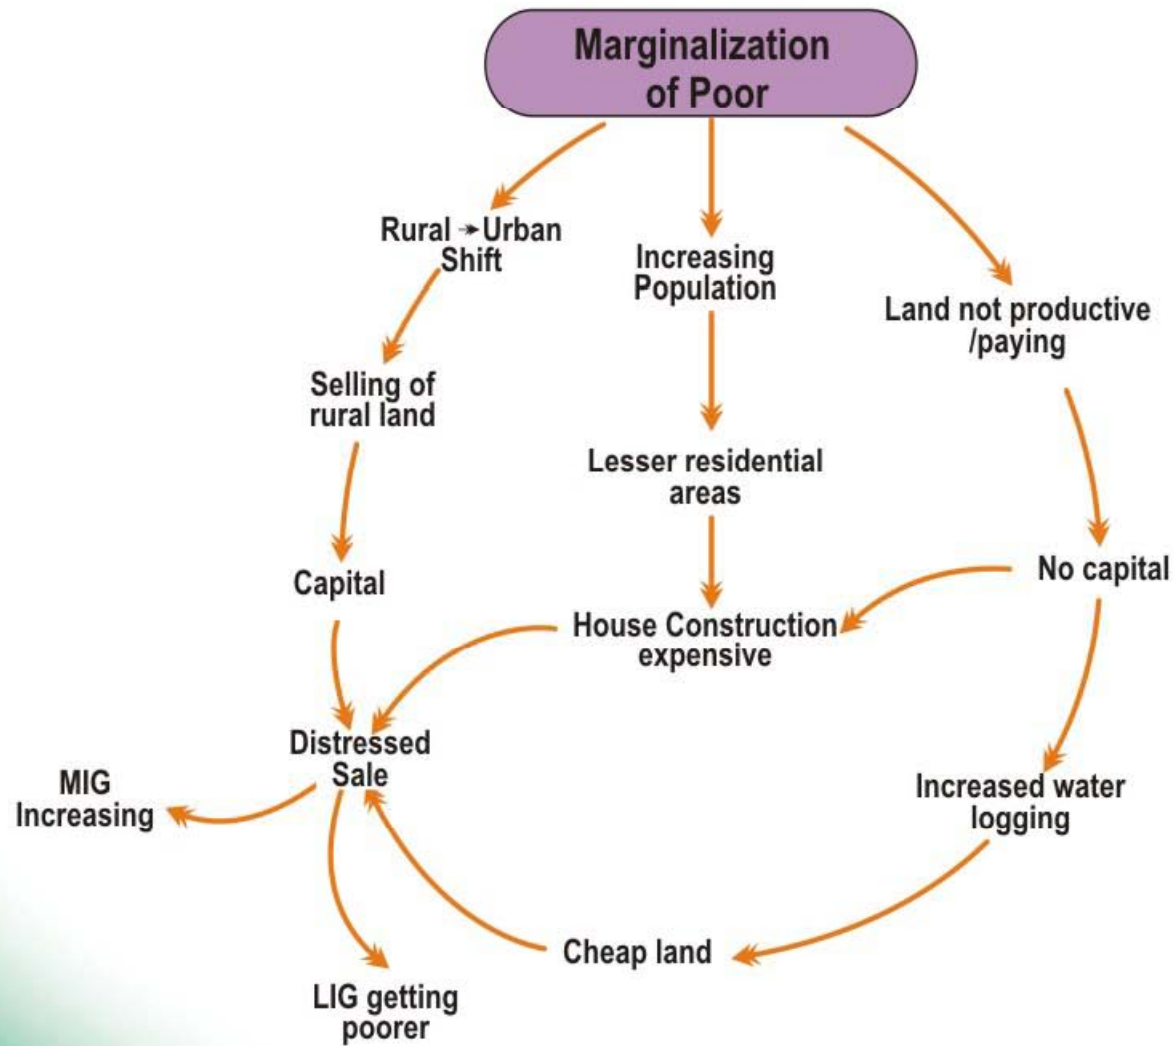 Marginalization
of Poor
Rural → Urban
Shift
Increasing
Population
Land not productive
/paying
Selling of
rural land
Lesser residential
areas
Capital
No capital
House Construction
expensive
Distressed
Sale
MIG
Increasing
Increased water
logging
Cheap land
LIG getting
poorer